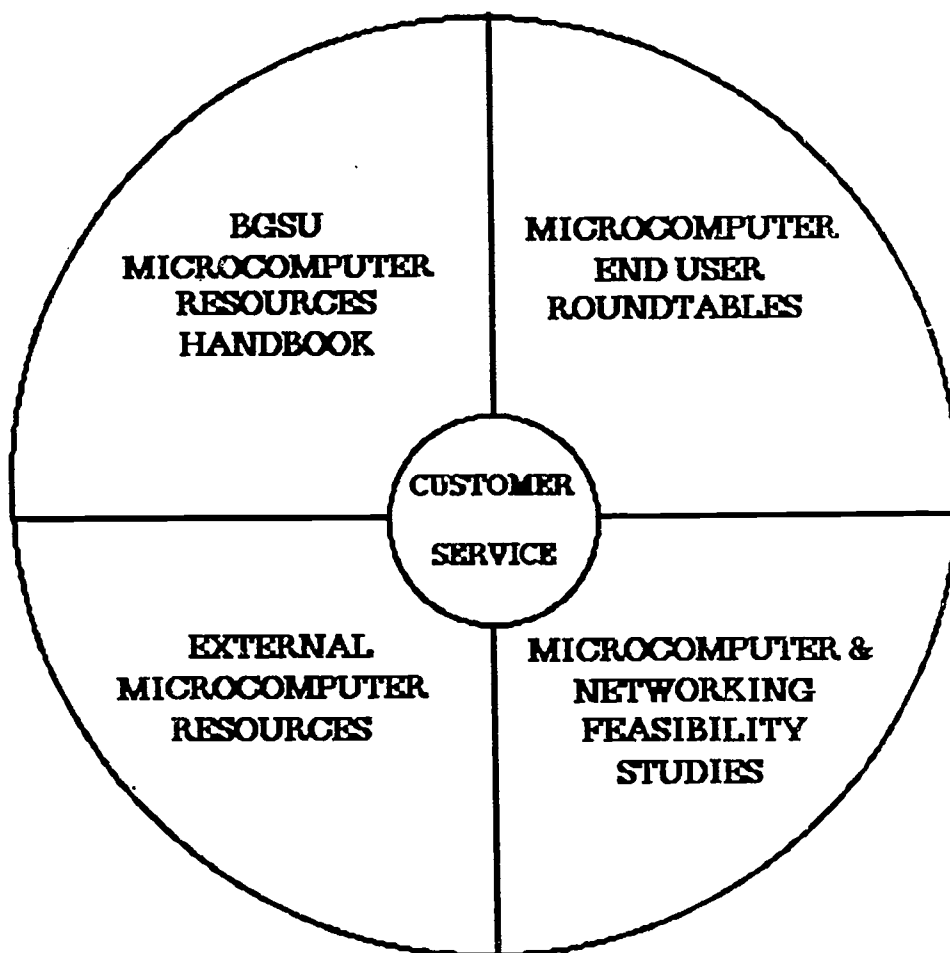 BGSU
MICROCOMPUTER
RESOURCES
HANDBOOK
MICROCOMPUTER
END USER
ROUNDTABLES
CUSTOMER
SERVICE
EXTERNAL
MICROCOMPUTER
RESOURCES
MICROCOMPUTER &
NETWORKING
FEASIBILITY
STUDIES